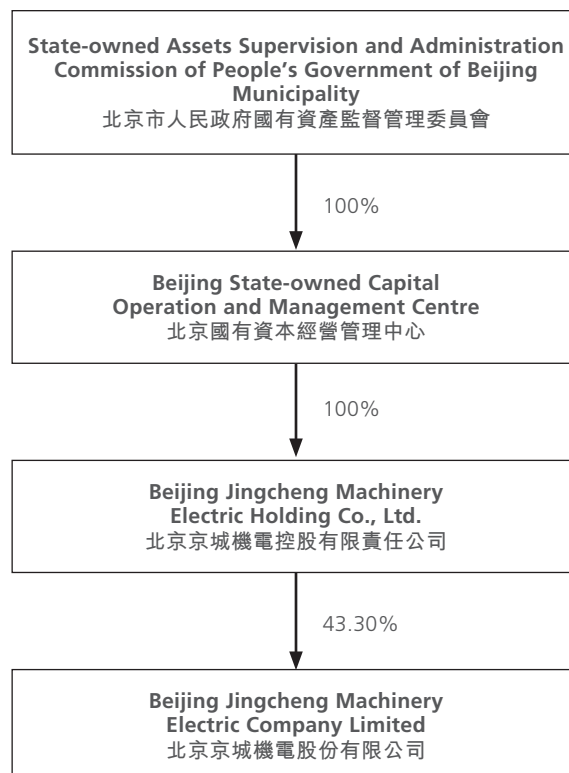 State-owned Assets Supervision and Administration
Commission of People's Government of Beijing
Municipality
北京市人民政府國有資產監督管理委員會
100%
Beijing State-owned Capital
Operation and Management Centre
北京國有資本經營管理中心
100%
Beijing Jingcheng Machinery
Electric Holding Co., Ltd.
北京京城機電控股有限責任公司
43.30%
Beijing Jingcheng Machinery
Electric Company Limited
北京京城機電股份有限公司